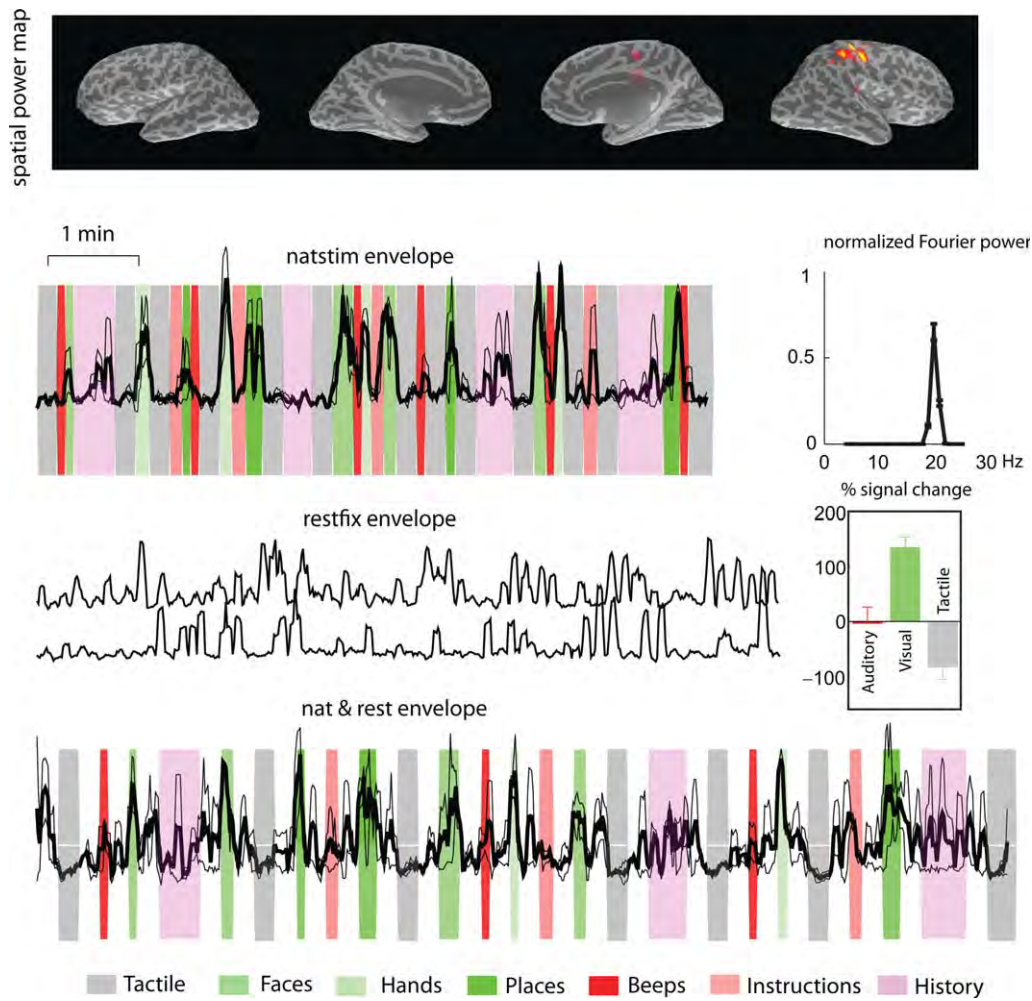 spatial power map
1 min
natstim envelope
normalized Fourier power
1
0.5
0
0 10 20 30 Hz
% signal change
restfix envelope
200
100
0
−100
Auditory
Visual
Tactile
nat & rest envelope
Tactile Faces Hands Places Beeps Instructions History